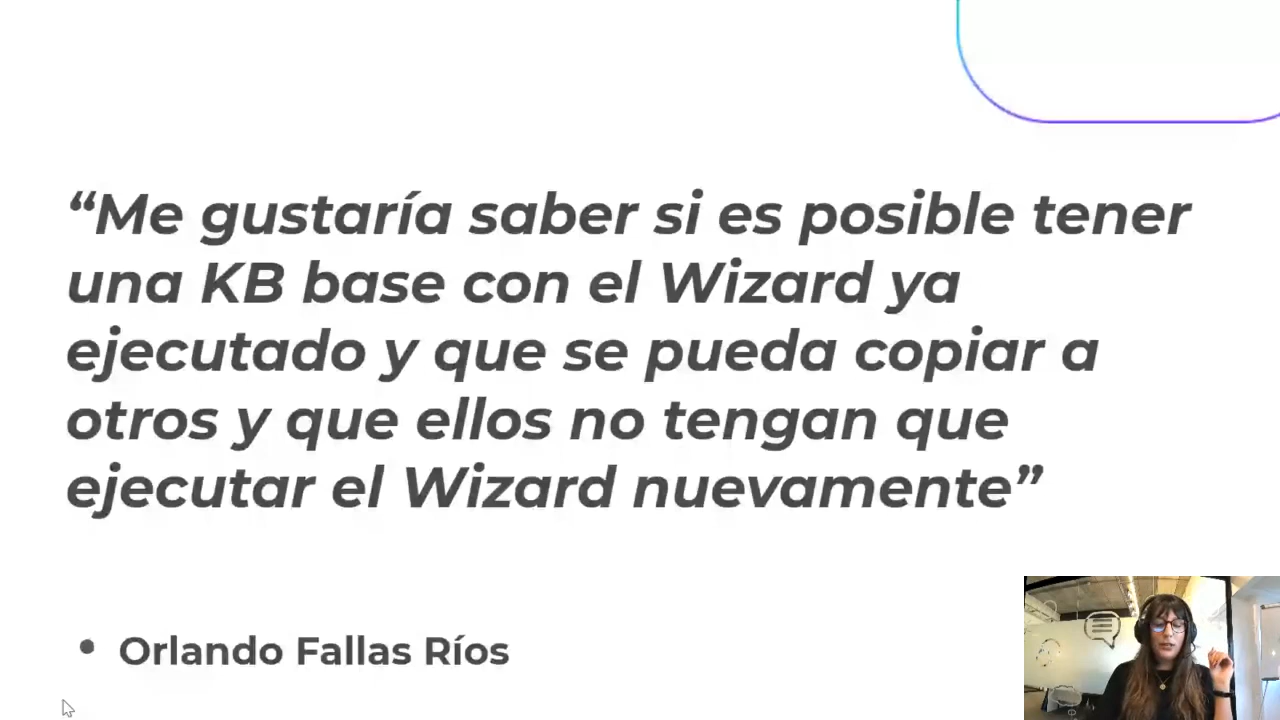 “Me gustaría saber si es posible tener
una KB base con el Wizard ya
ejecutado y que se pueda copiar a
otros y que ellos no tengan que
ejecutar el Wizard nuevamente”
• Orlando Fallas Ríos